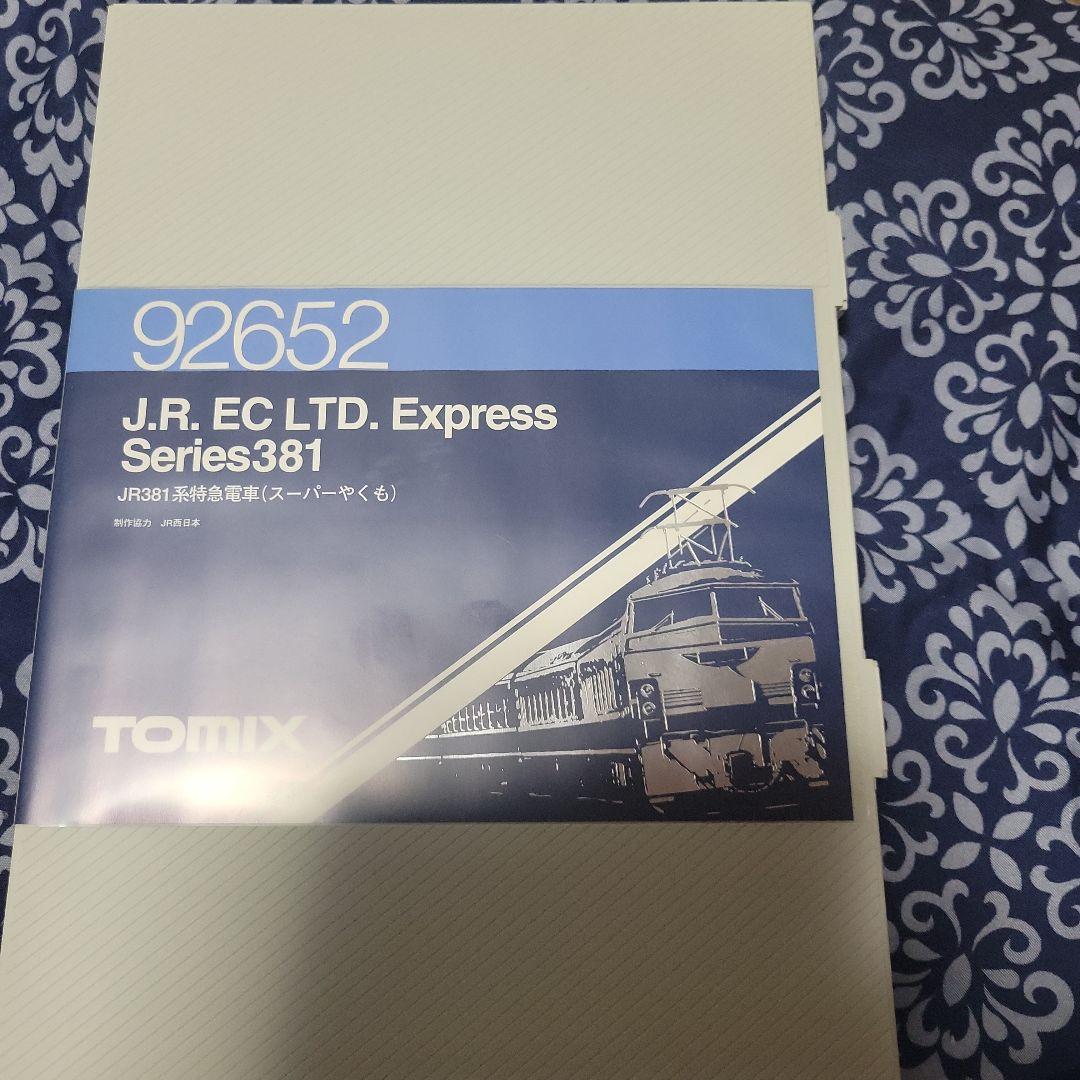 92652
J.R. EC LTD. Express
Series381
JR381系特急電車(スーパーやくも)
制作協力 JR西日本
TOMIX